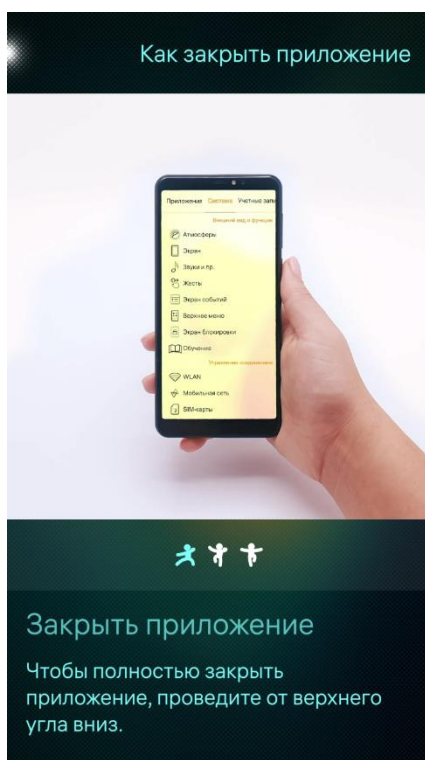 Как закрыть приложение
Приложения Система Учетные запи
Внешний вид и функции
Атмосферы
Экран
Звуки и пр.
Жесты
Экран событий
Верхнее меню
Экран блокировки
Обучение
Управление соединением
WLAN
Мобильная сеть
SIM-карты
Закрыть приложение
Чтобы полностью закрыть
приложение, проведите от верхнего
угла вниз.